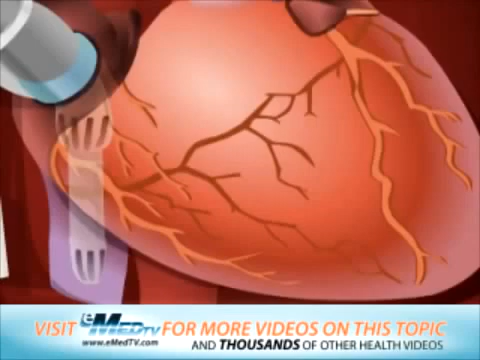 VISIT eMEDTV FOR MORE VIDEOS ON THIS TOPIC
www.eMedTV.com AND THOUSANDS OF OTHER HEALTH VIDEOS